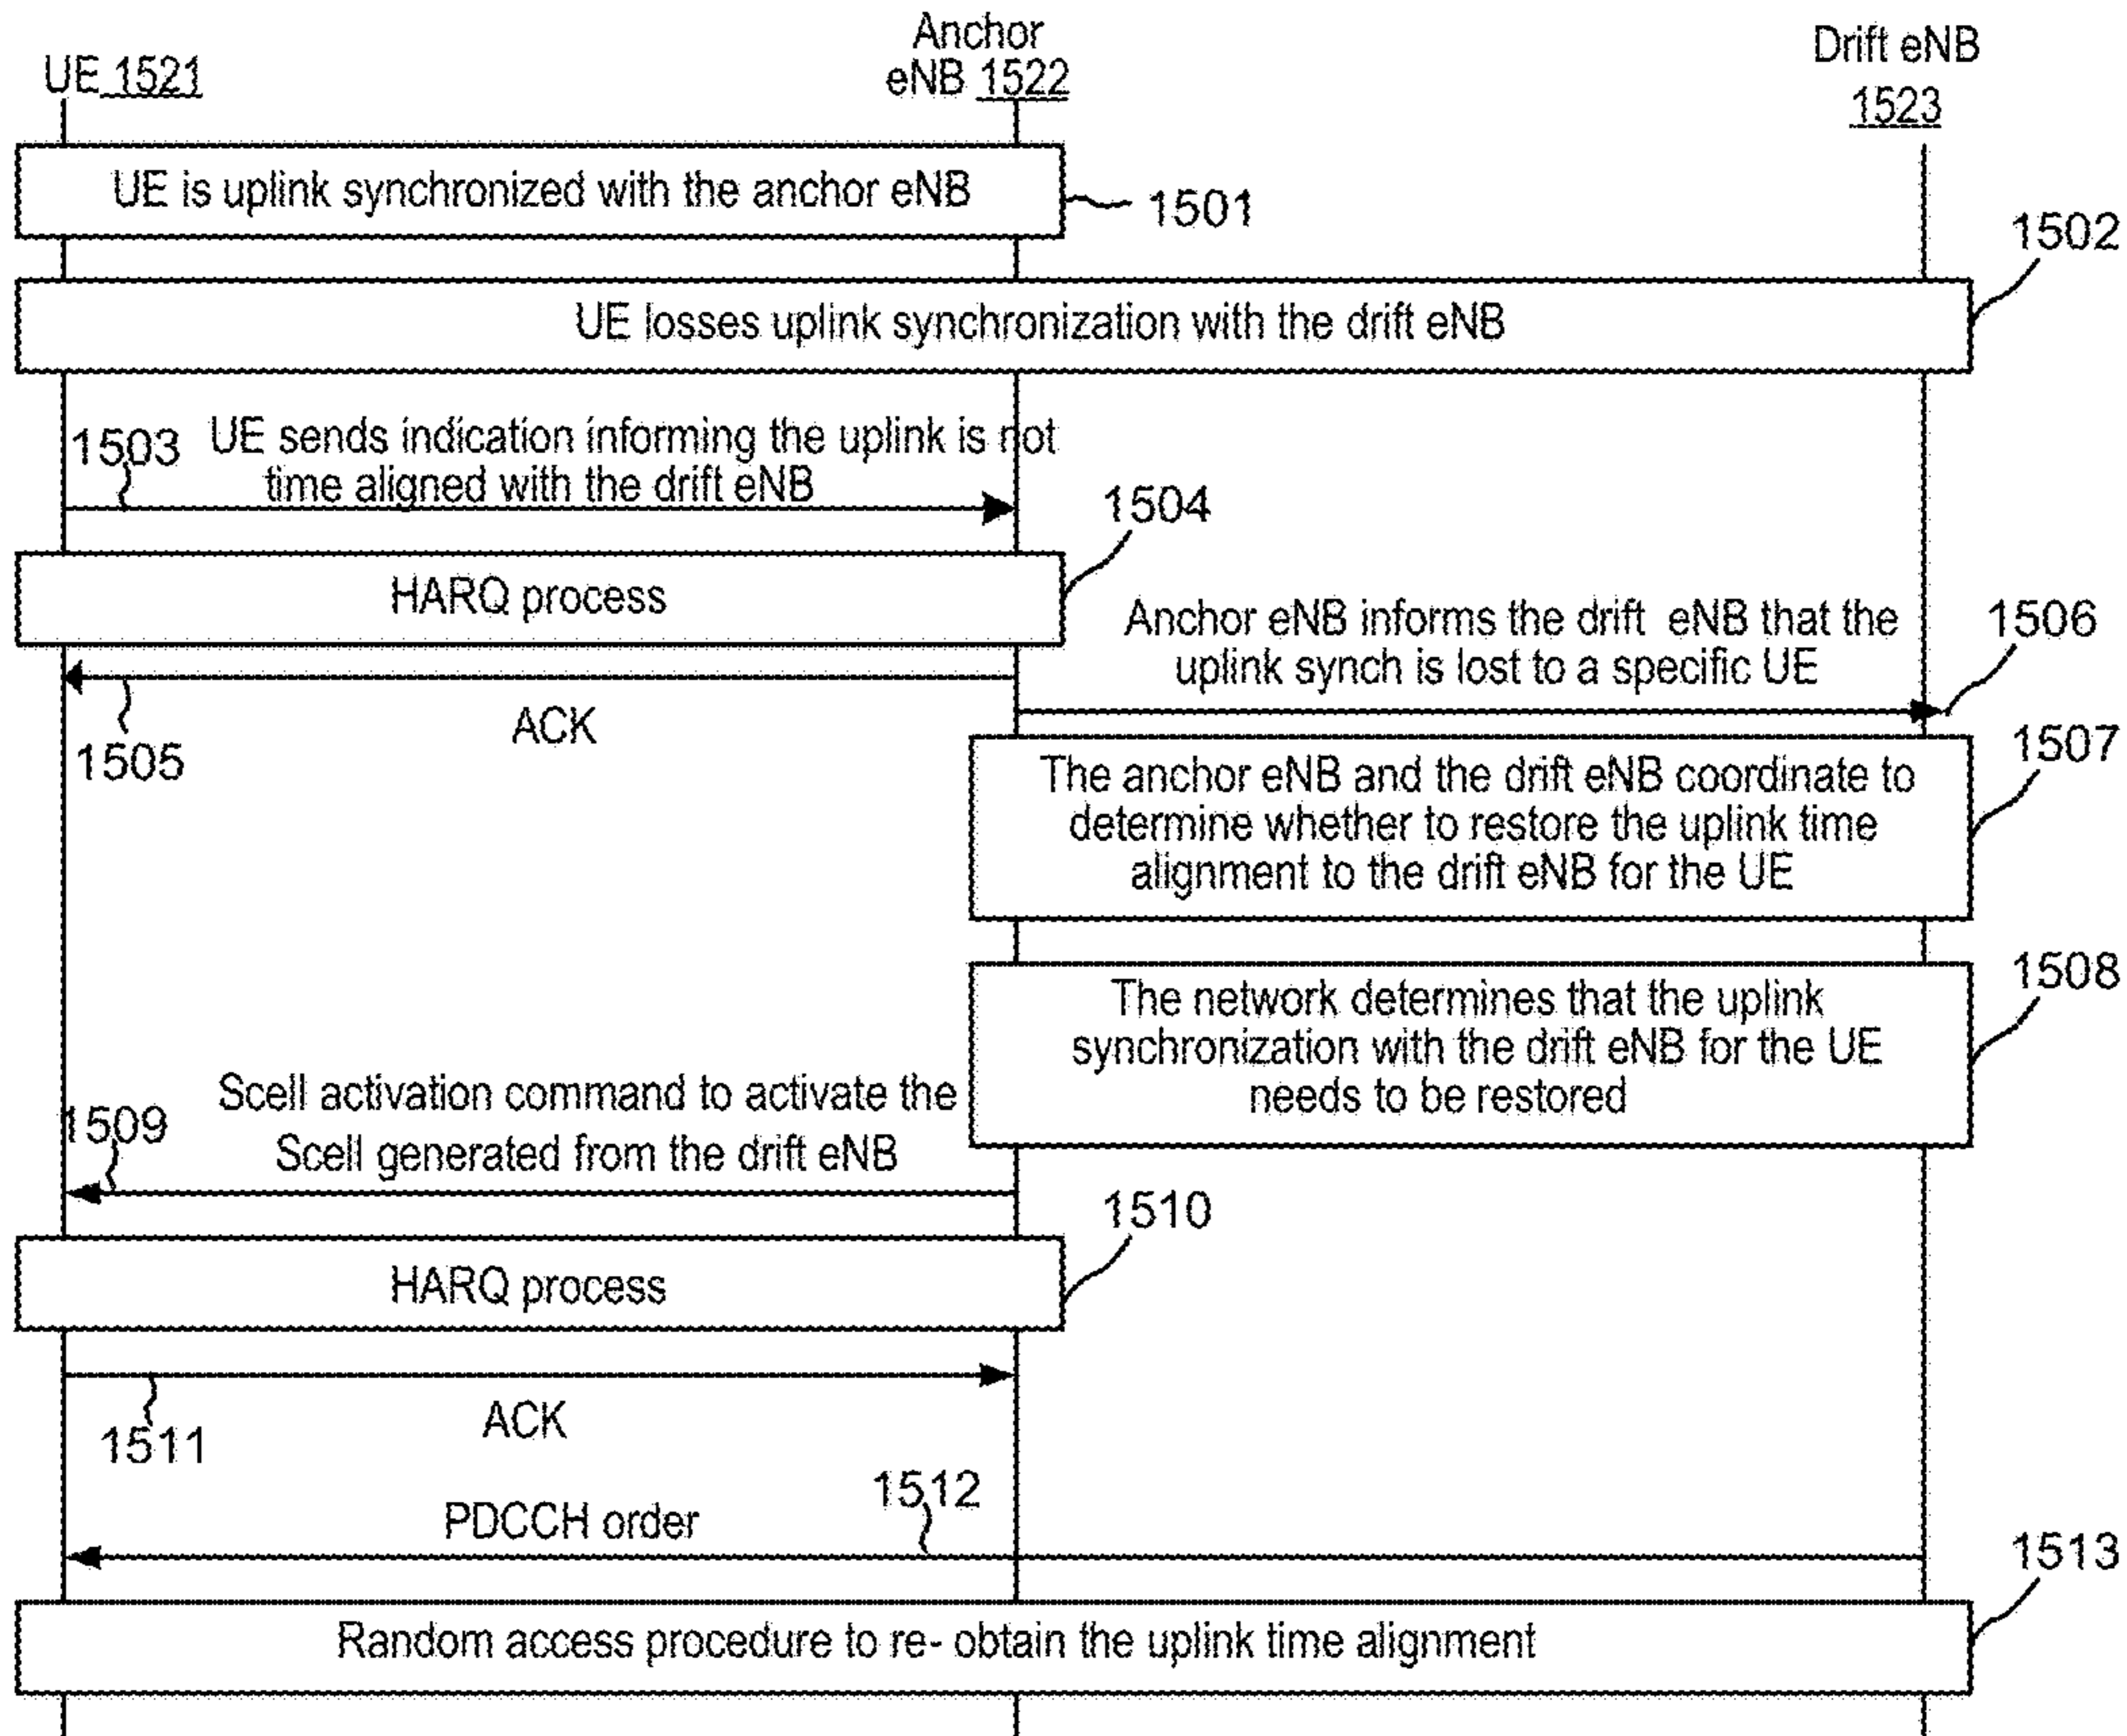 UE 1521
Anchor
eNB 1522
Drift eNB
1523
UE is uplink synchronized with the anchor eNB
1501
1502
UE losses uplink synchronization with the drift eNB
1503
UE sends indication informing the uplink is not
time aligned with the drift eNB
1504
HARQ process
Anchor eNB informs the drift eNB that the
uplink synch is lost to a specific UE
1506
ACK
1505
1507
The anchor eNB and the drift eNB coordinate to
determine whether to restore the uplink time
alignment to the drift eNB for the UE
1508
The network determines that the uplink
synchronization with the drift eNB for the UE
needs to be restored
Scell activation command to activate the
Scell generated from the drift eNB
1509
1510
HARQ process
ACK
1511
1512
PDCCH order
1513
Random access procedure to re- obtain the uplink time alignment